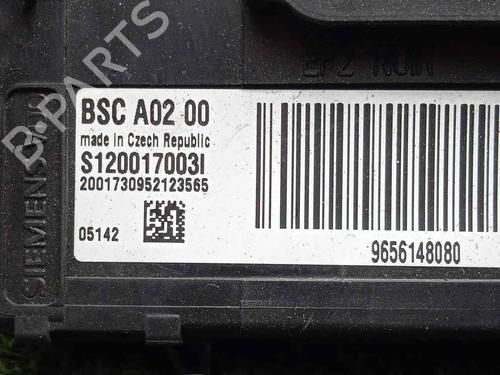 B-PARTS
EP2 NOIR
SIEMENS
BSC A02 00
made in Czech Republic
S120017003I
2001730952123565
05142
9656148080